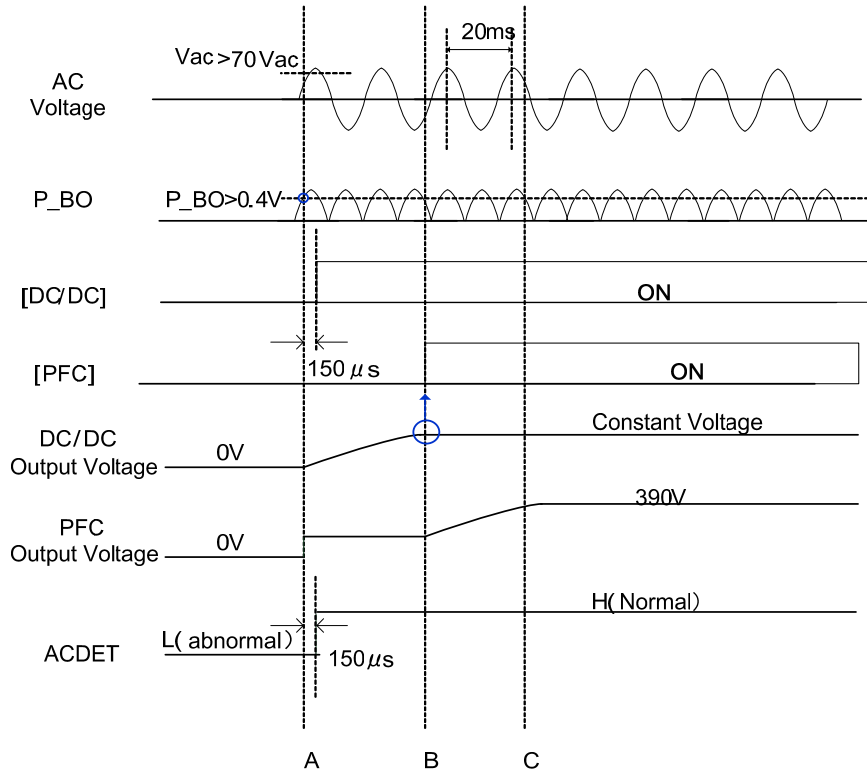 20ms
Vac>70Vac
AC
Voltage
P_BO
P_BO>0.4V
[DC/DC]
ON
150μs
[PFC]
ON
DC/DC
Output Voltage
0V
Constant Voltage
PFC
Output Voltage
0V
390V
H(Normal)
L(abnormal)
ACDET
150μs
A
B
C